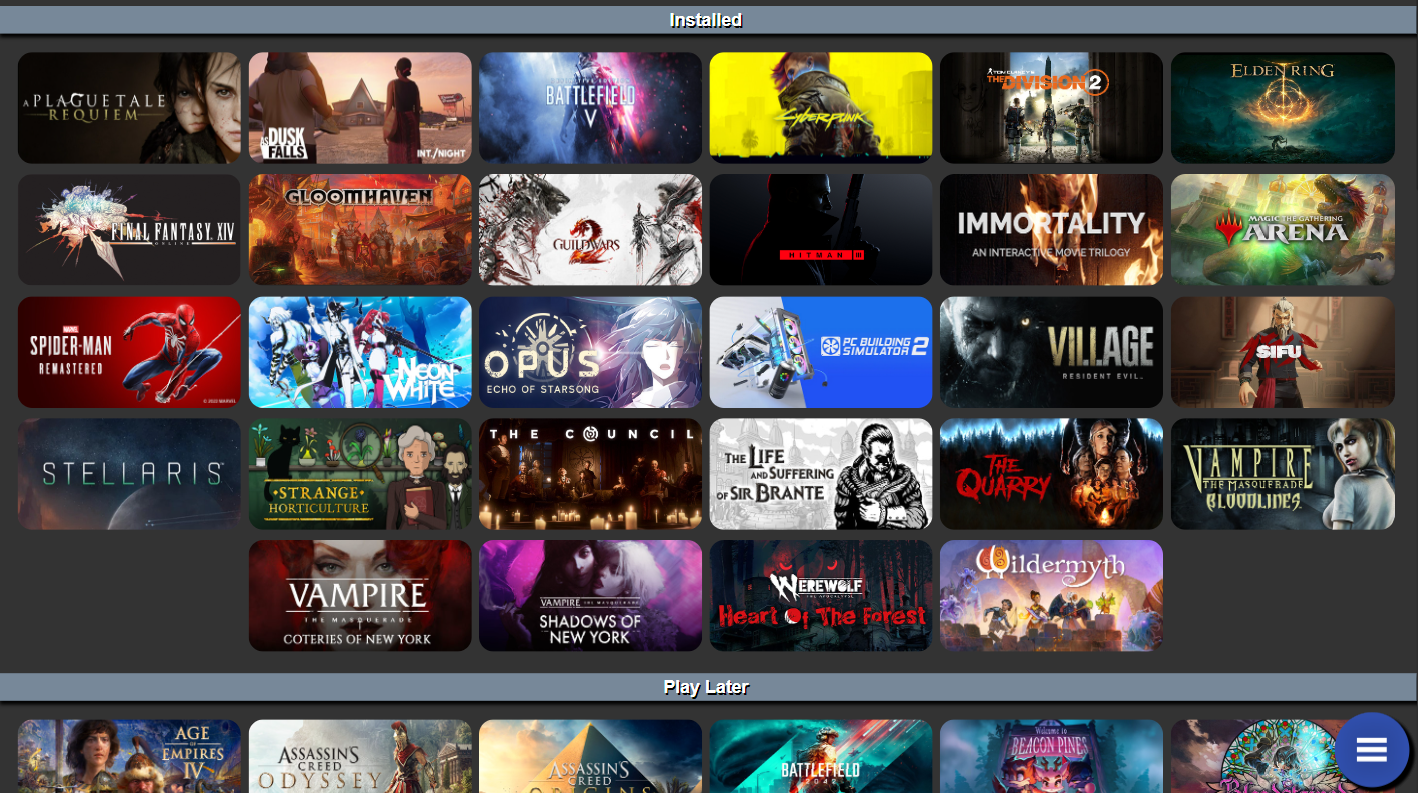 Installed
A PLAGUE TALE
REQUIEM
AS DUSK
FALLS
INT./NIGHT
BATTLEFIELD
V
CYBERPUNK
TOM CLANCY'S
THE DIVISION 2
ELDEN RING
FINAL FANTASY XIV
ONLINE
GLOOMHAVEN
GUILD WARS
2
HITMAN III
IMMORTALITY
AN INTERACTIVE MOVIE TRILOGY
MAGIC THE GATHERING
ARENA
MARVEL
SPIDER-MAN
REMASTERED
© 2022 MARVEL
NEON
WHITE
OPUS
ECHO OF STARSONG
PC BUILDING
SIMULATOR 2
VILLAGE
RESIDENT EVIL
SIFU
STELLARIS
STRANGE
HORTICULTURE
THE COUNCIL
THE LIFE
AND SUFFERING
OF SIR BRANTE
THE
QUARRY
VAMPIRE
THE MASQUERADE
BLOODLINES
VAMPIRE
THE MASQUERADE
COTERIES OF NEW YORK
VAMPIRE THE MASQUERADE
SHADOWS OF
NEW YORK
WEREWOLF
THE APOCALYPSE
Heart Of The Forest
Wildermyth
Play Later
AGE
OF
EMPIRES
IV
ASSASSIN'S
CREED
ODYSSEY
ASSASSIN'S
CREED
ORIGINS
BATTLEFIELD
2042
Welcome to
BEACON PINES